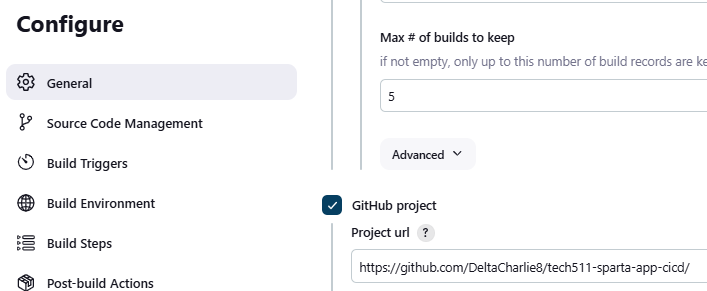 Configure
General
Source Code Management
Build Triggers
Build Environment
Build Steps
Post-build Actions
Max # of builds to keep
if not empty, only up to this number of build records are
5
Advanced
GitHub project
Project url ?
https://github.com/DeltaCharlie8/tech511-sparta-app-cicd/